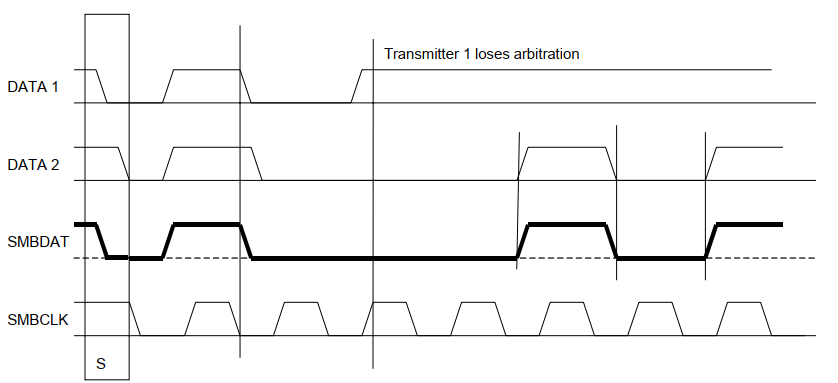 Transmitter 1 loses arbitration
DATA 1
DATA 2
SMBDAT
SMBCLK
S